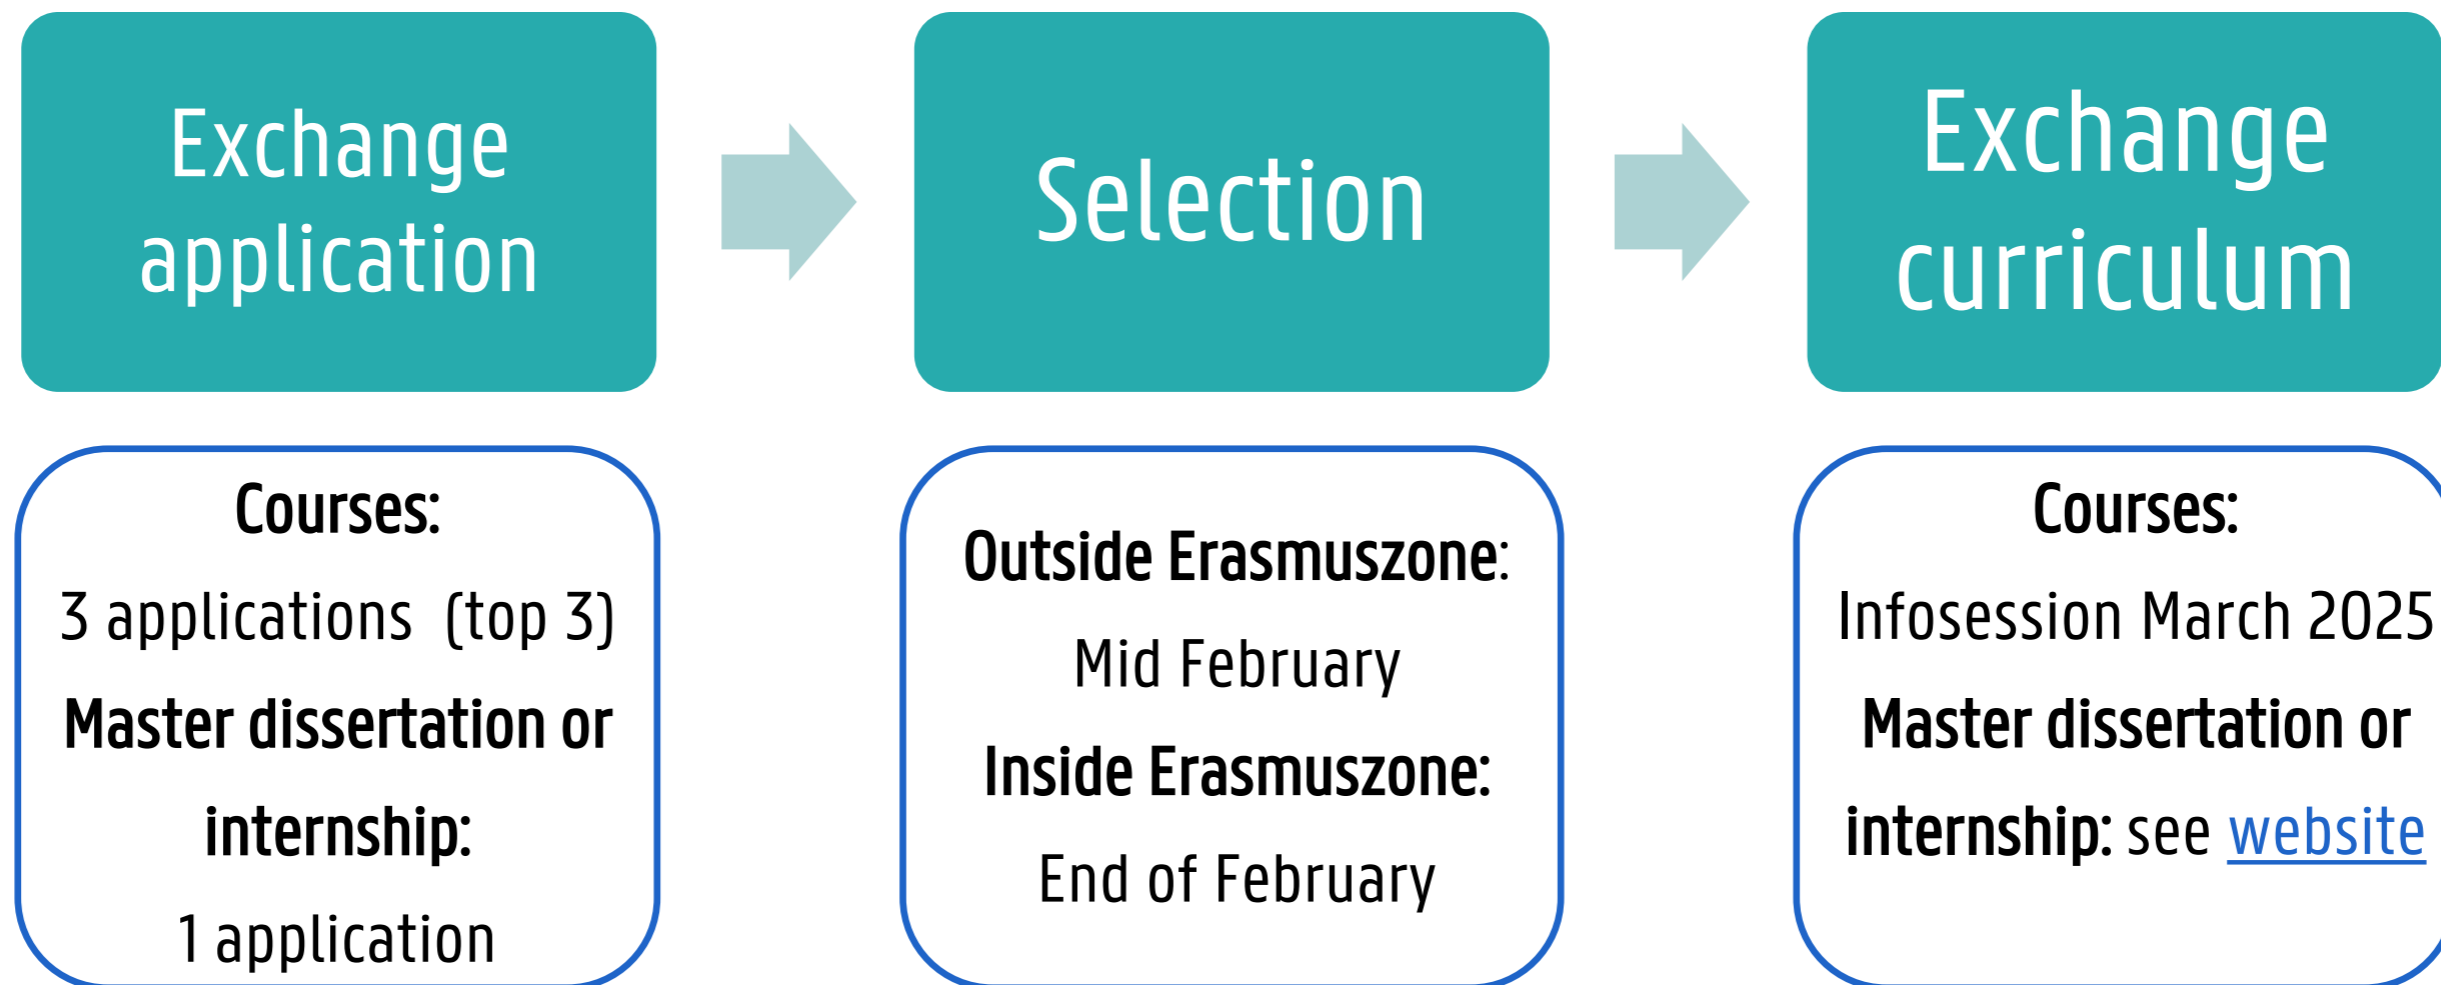 Exchange
application
Selection
Exchange
curriculum
Courses:
3 applications (top 3)
Master dissertation or
internship:
1 application
Outside Erasmuszone:
Mid February
Inside Erasmuszone:
End of February
Courses:
Infosession March 2025
Master dissertation or
internship: see website